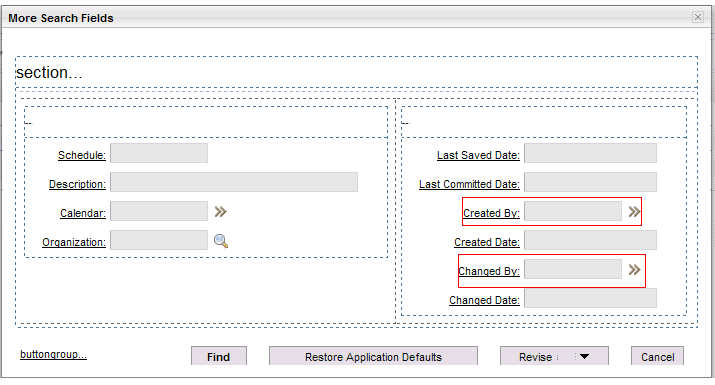 More Search Fields
section...
...
Schedule:
Description:
Calendar:
Organization:
...
Last Saved Date:
Last Committed Date:
Created By:
Created Date:
Changed By:
Changed Date:
buttongroup...
Find
Restore Application Defaults
Revise
Cancel